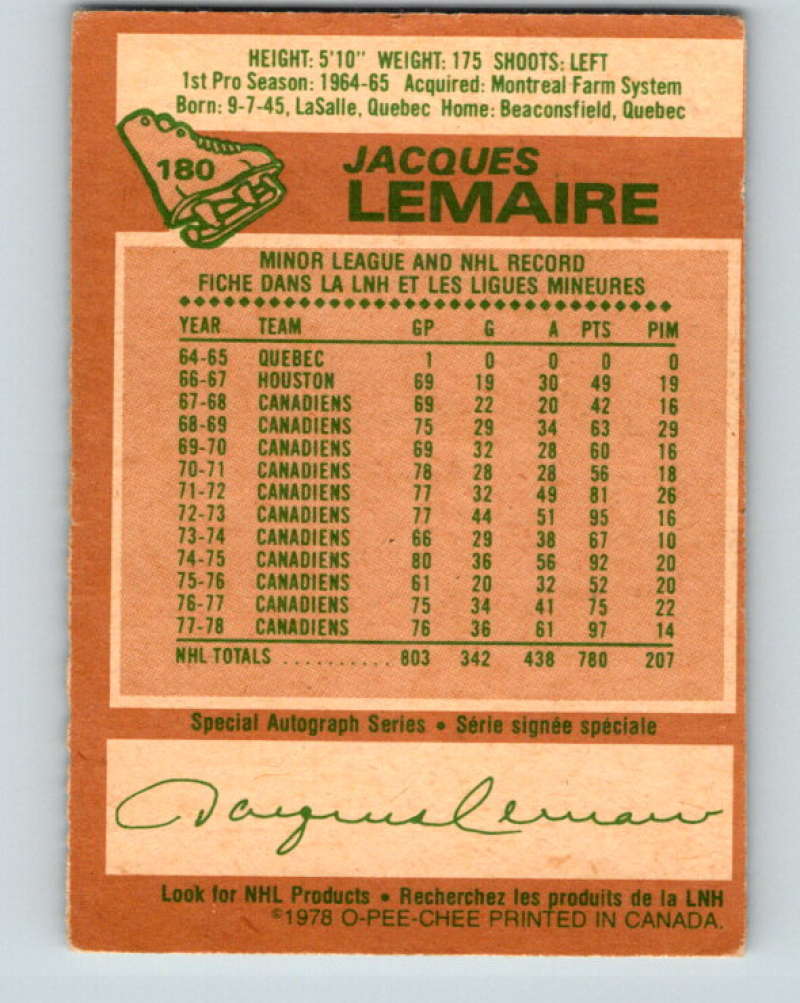 HEIGHT: 5'10" WEIGHT: 175 SHOOTS: LEFT
1st Pro Season: 1964-65 Acquired: Montreal Farm System
Born: 9-7-45, LaSalle, Quebec Home: Beaconsfield, Quebec
180
JACQUES
LEMAIRE
MINOR LEAGUE AND NHL RECORD
FICHE DANS LA LNH ET LES LIGUES MINEURES
YEAR TEAM GP G A PTS PIM
64-65 QUEBEC 1 0 0 0 0
66-67 HOUSTON 69 19 30 49 19
67-68 CANADIENS 69 22 20 42 16
68-69 CANADIENS 75 29 34 63 29
69-70 CANADIENS 69 32 28 60 16
70-71 CANADIENS 78 28 28 56 18
71-72 CANADIENS 77 32 49 81 26
72-73 CANADIENS 77 44 51 95 16
73-74 CANADIENS 66 29 38 67 10
74-75 CANADIENS 80 36 56 92 20
75-76 CANADIENS 61 20 32 52 20
76-77 CANADIENS 75 34 41 75 22
77-78 CANADIENS 76 36 61 97 14
NHL TOTALS .......... 803 342 438 780 207
Special Autograph Series • Série signée spéciale
Jacques Lemaire
Look for NHL Products • Recherchez les produits de la LNH
©1978 O-PEE-CHEE PRINTED IN CANADA.